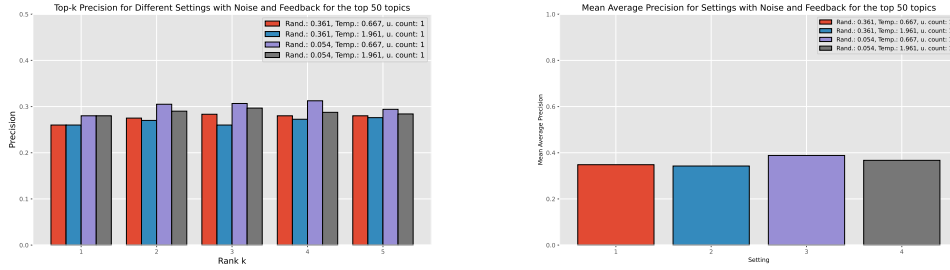 Top-k Precision for Different Settings with Noise and Feedback for the top 50 topics
0.5
0.4
0.3
0.2
0.1
0.0
Precision
Rand.: 0.361, Temp.: 0.667, u. count: 1
Rand.: 0.361, Temp.: 1.961, u. count: 1
Rand.: 0.054, Temp.: 0.667, u. count: 1
Rand.: 0.054, Temp.: 1.961, u. count: 1
1 2 3 4 5
Rank k
Mean Average Precision for Settings with Noise and Feedback for the top 50 topics
1.0
0.8
0.6
0.4
0.2
0.0
Mean Average Precision
Rand.: 0.361, Temp.: 0.667, u. count:
Rand.: 0.361, Temp.: 1.961, u. count:
Rand.: 0.054, Temp.: 0.667, u. count:
Rand.: 0.054, Temp.: 1.961, u. count:
1 2 3 4
Setting